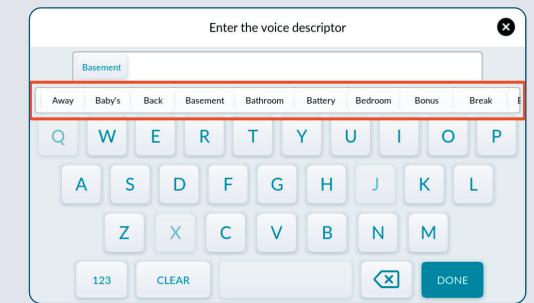 Enter the voice descriptor
Basement
Away Baby's Back Basement Bathroom Battery Bedroom Bonus Break
Q W E R T Y U I O P
A S D F G H J K L
Z X C V B N M
123 CLEAR DONE